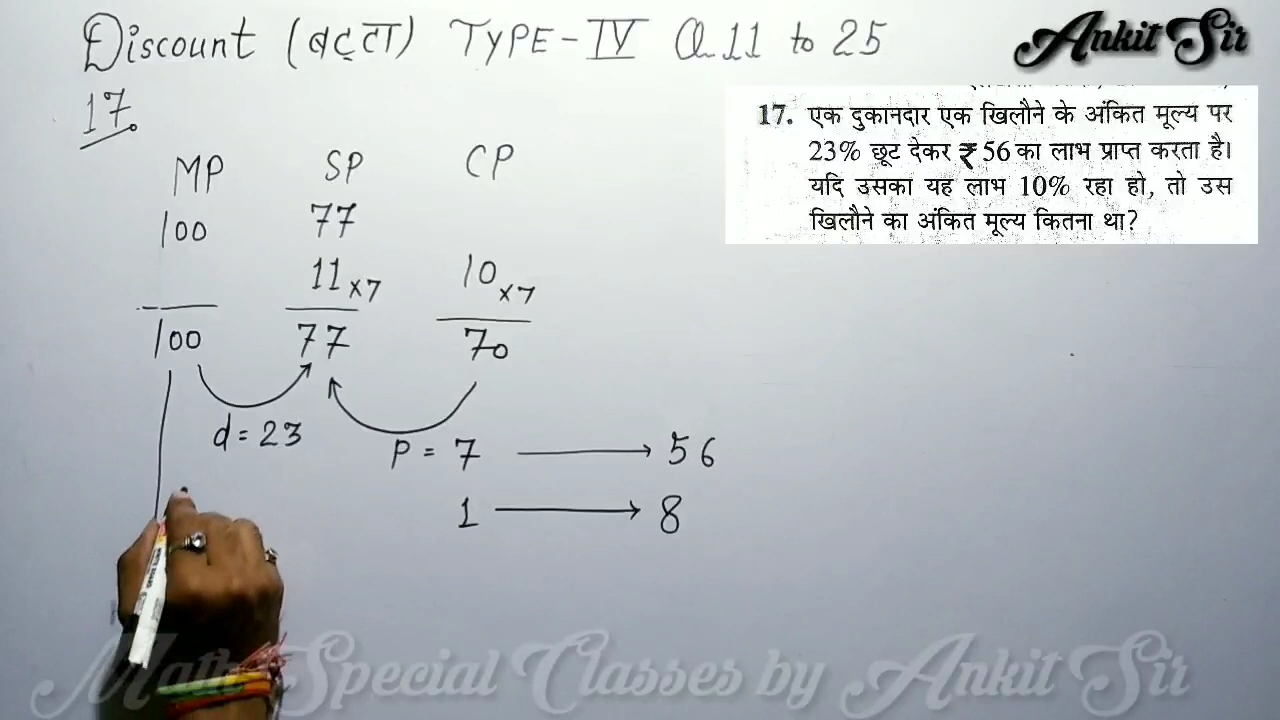 Discount (बट्टा) TYPE-IV Q.11 to 25
Ankit Sir
17.
17. एक दुकानदार एक खिलौने के अंकित मूल्य पर
23% छूट देकर ₹ 56 का लाभ प्राप्त करता है।
यदि उसका यह लाभ 10% रहा हो, तो उस
खिलौने का अंकित मूल्य कितना था?
MP SP CP
100 77
11 x7 10 x7
100 77 70
d = 23
P = 7 → 56
1 → 8
Math Special Classes by Ankit Sir